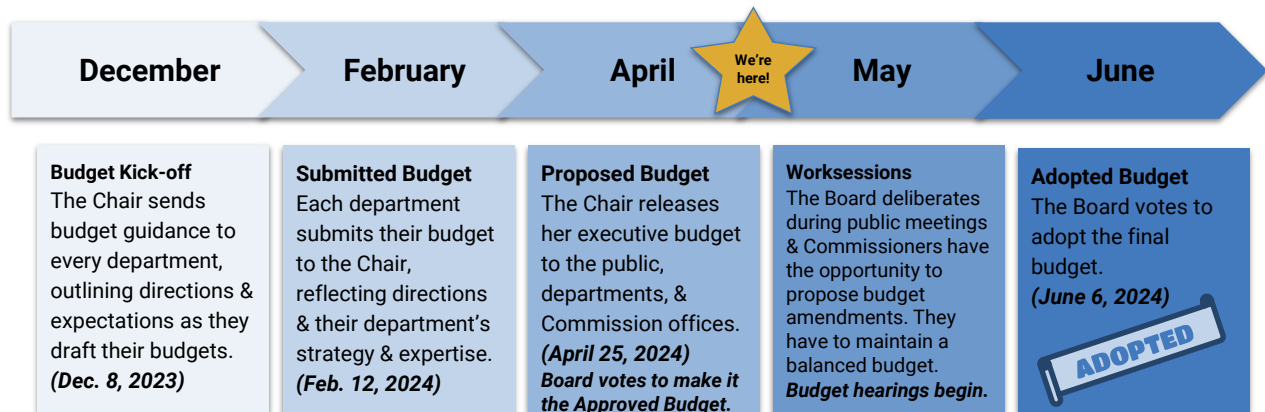 December
February
April
We're
here!
May
June
Budget Kick-off
The Chair sends
budget guidance to
every department,
outlining directions &
expectations as they
draft their budgets.
(Dec. 8, 2023)
Submitted Budget
Each department
submits their budget
to the Chair,
reflecting directions
& their department's
strategy & expertise.
(Feb. 12, 2024)
Proposed Budget
The Chair releases
her executive budget
to the public,
departments, &
Commission offices.
(April 25, 2024)
Board votes to make it
the Approved Budget.
Worksessions
The Board deliberates
during public meetings
& Commissioners have
the opportunity to
propose budget
amendments. They
have to maintain a
balanced budget.
Budget hearings begin.
Adopted Budget
The Board votes to
adopt the final
budget.
(June 6, 2024)
ADOPTED